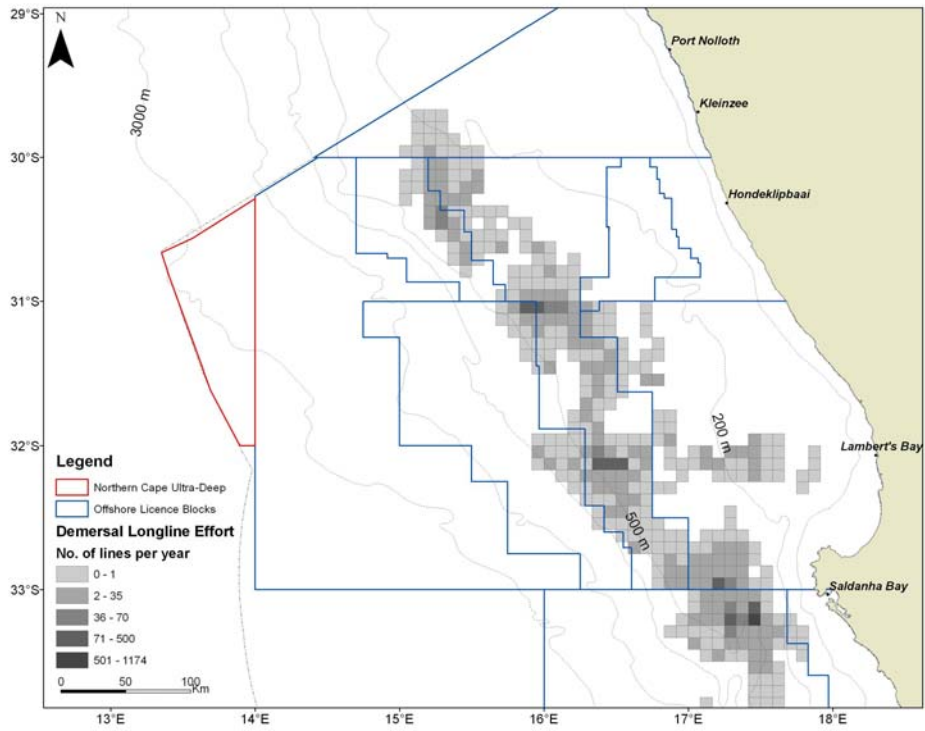 29°S
N
Port Nolloth
3000 m
Kleinzee
30°S
Hondeklipbaai
31°S
32°S
200 m
Lambert's Bay
Legend
Northern Cape Ultra-Deep
Offshore Licence Blocks
500 m
Demersal Longline Effort
No. of lines per year
0 - 1
33°S
Saldanha Bay
2 - 35
36 - 70
71 - 500
501 - 1174
0 50 100
Km
13°E 14°E 15°E 16°E 17°E 18°E